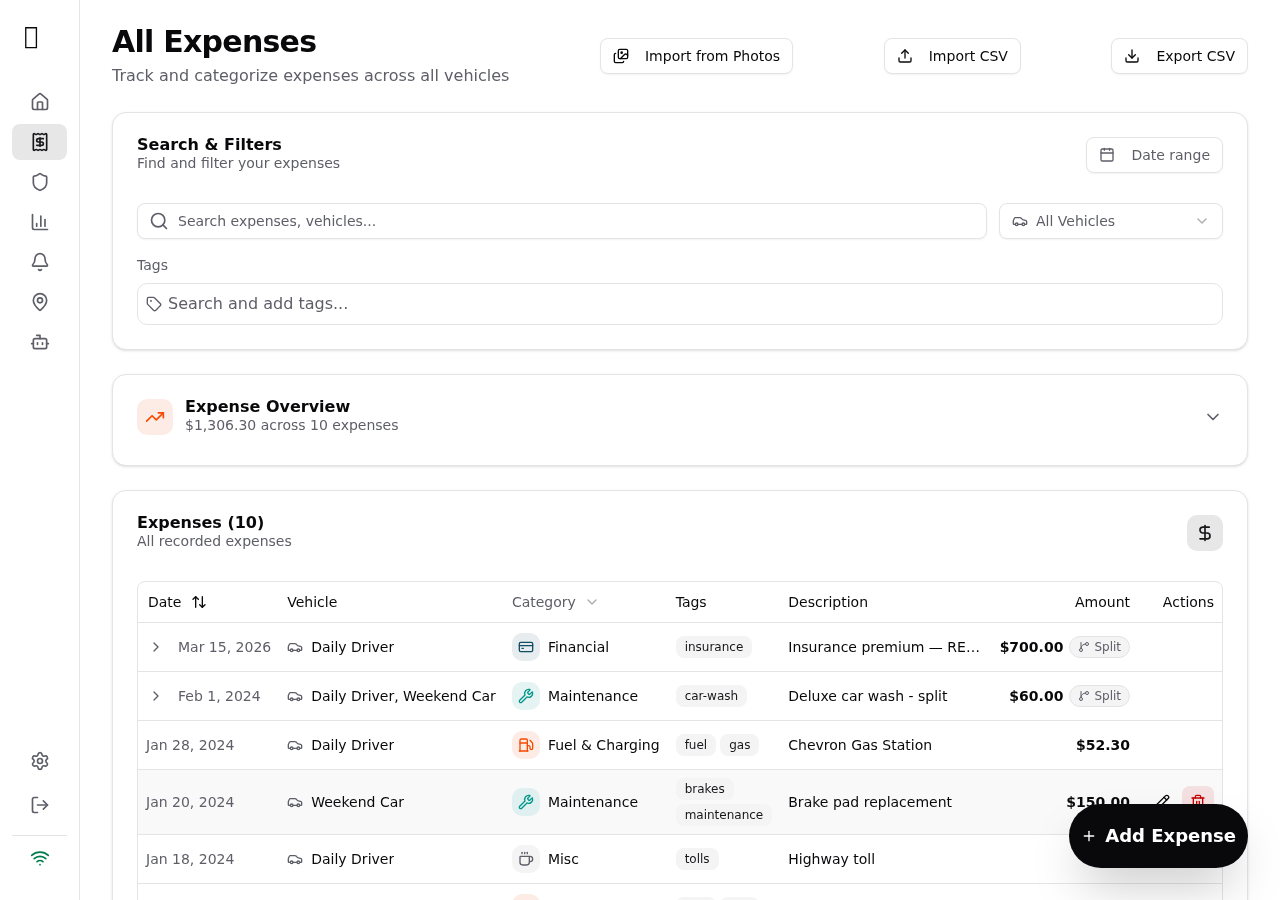 All Expenses
Track and categorize expenses across all vehicles
Import from Photos
Import CSV
Export CSV
Search & Filters
Find and filter your expenses
Date range
Search expenses, vehicles...
All Vehicles
Tags
Search and add tags...
Expense Overview
$1,306.30 across 10 expenses
Expenses (10)
All recorded expenses
Date Vehicle Category Tags Description Amount Actions
Mar 15, 2026 Daily Driver Financial insurance Insurance premium — RE... $700.00 Split
Feb 1, 2024 Daily Driver, Weekend Car Maintenance car-wash Deluxe car wash - split $60.00 Split
Jan 28, 2024 Daily Driver Fuel & Charging fuel gas Chevron Gas Station $52.30
Jan 20, 2024 Weekend Car Maintenance brakes maintenance Brake pad replacement $150.00
Jan 18, 2024 Daily Driver Misc tolls Highway toll
Add Expense